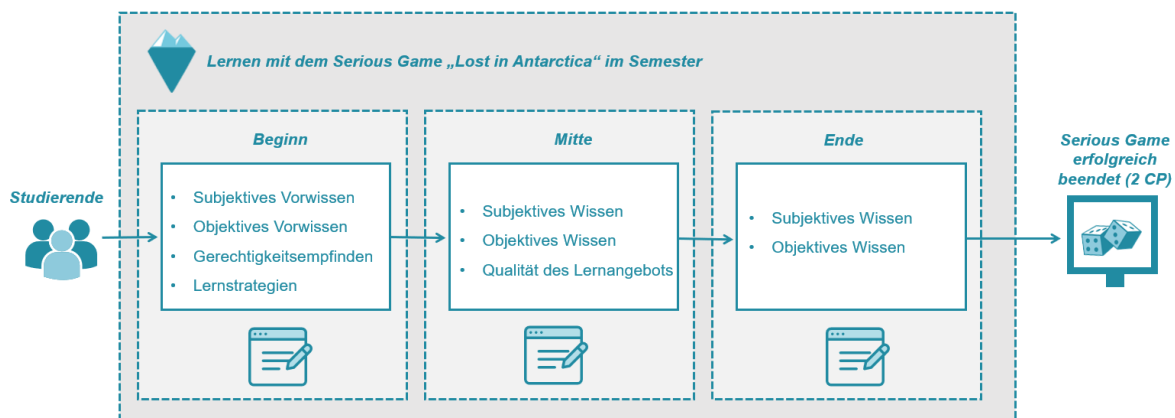 Lernen mit dem Serious Game „Lost in Antarctica“ im Semester
Studierende
Beginn
• Subjektives Vorwissen
• Objektives Vorwissen
• Gerechtigkeitsempfinden
• Lernstrategien
Mitte
• Subjektives Wissen
• Objektives Wissen
• Qualität des Lernangebots
Ende
• Subjektives Wissen
• Objektives Wissen
Serious Game
erfolgreich
beendet (2 CP)